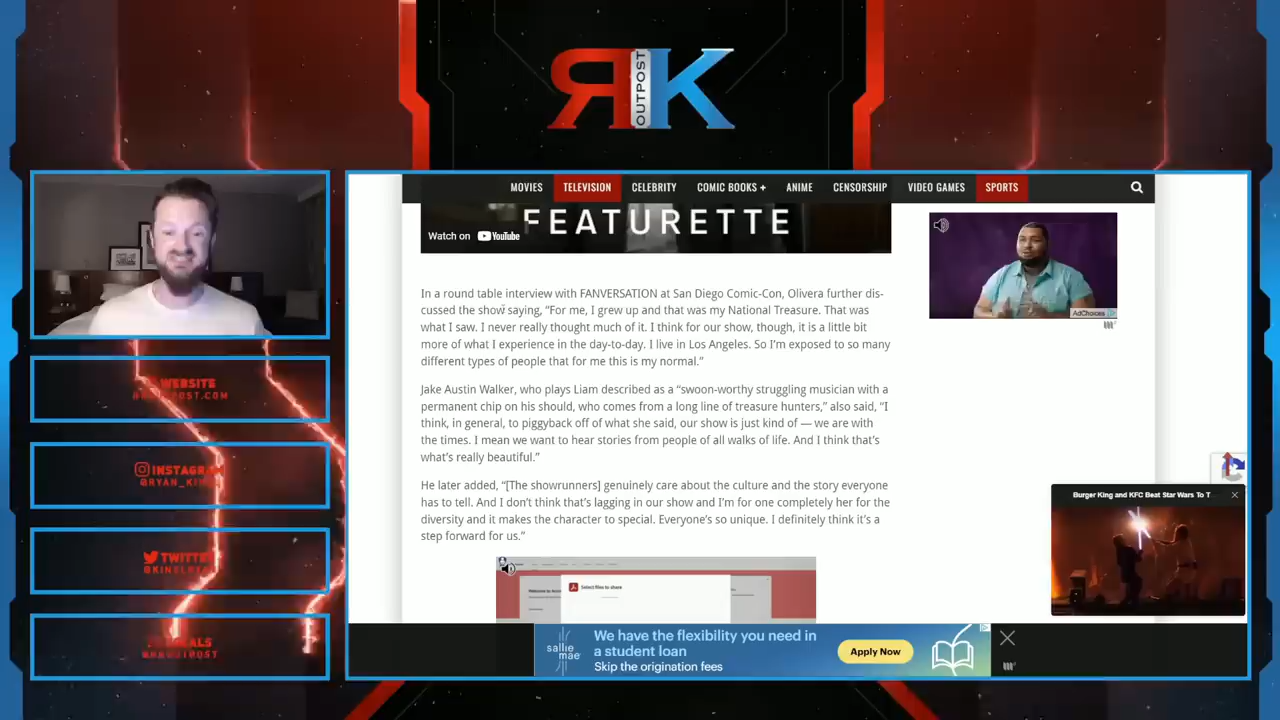 RK
OUTPOST
MOVIES TELEVISION CELEBRITY COMIC BOOKS + ANIME CENSORSHIP VIDEO GAMES SPORTS
Watch on YouTube
FEATURETTE
In a round table interview with FANVERSATION at San Diego Comic-Con, Olivera further dis-
cussed the show saying, “For me, I grew up and that was my National Treasure. That was
what I saw. I never really thought much of it. I think for our show, though, it is a little bit
more of what I experience in the day-to-day. I live in Los Angeles. So I’m exposed to so many
different types of people that for me this is my normal.”
Jake Austin Walker, who plays Liam described as a “swoon-worthy struggling musician with a
permanent chip on his should, who comes from a long line of treasure hunters,” also said, “I
think, in general, to piggyback off of what she said, our show is just kind of — we are with
the times. I mean we want to hear stories from people of all walks of life. And I think that’s
what’s really beautiful.”
He later added, “[The showrunners] genuinely care about the culture and the story everyone
has to tell. And I don’t think that’s lagging in our show and I’m for one completely her for the
diversity and it makes the character to special. Everyone’s so unique. I definitely think it’s a
step forward for us.”
AdChoices
Burger King and KFC Beat Star Wars To T
Select files to share
sallie
mae
We have the flexibility you need in
a student loan
Skip the origination fees
Apply Now
WEBSITE
INSTAGRAM
TWITTER